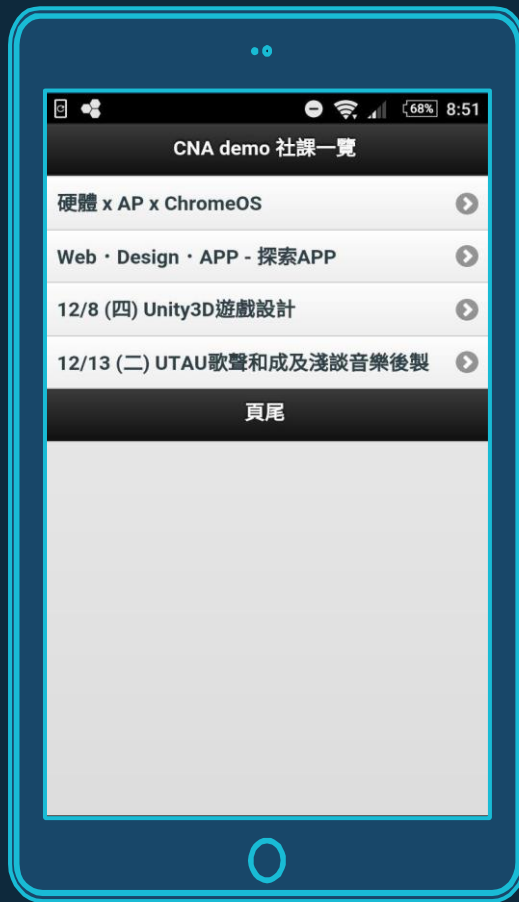 68% 8:51
CNA demo 社課一覽
硬體 x AP x ChromeOS
Web・Design・APP - 探索APP
12/8 (四) Unity3D遊戲設計
12/13 (二) UTAU歌聲和成及淺談音樂後製
頁尾